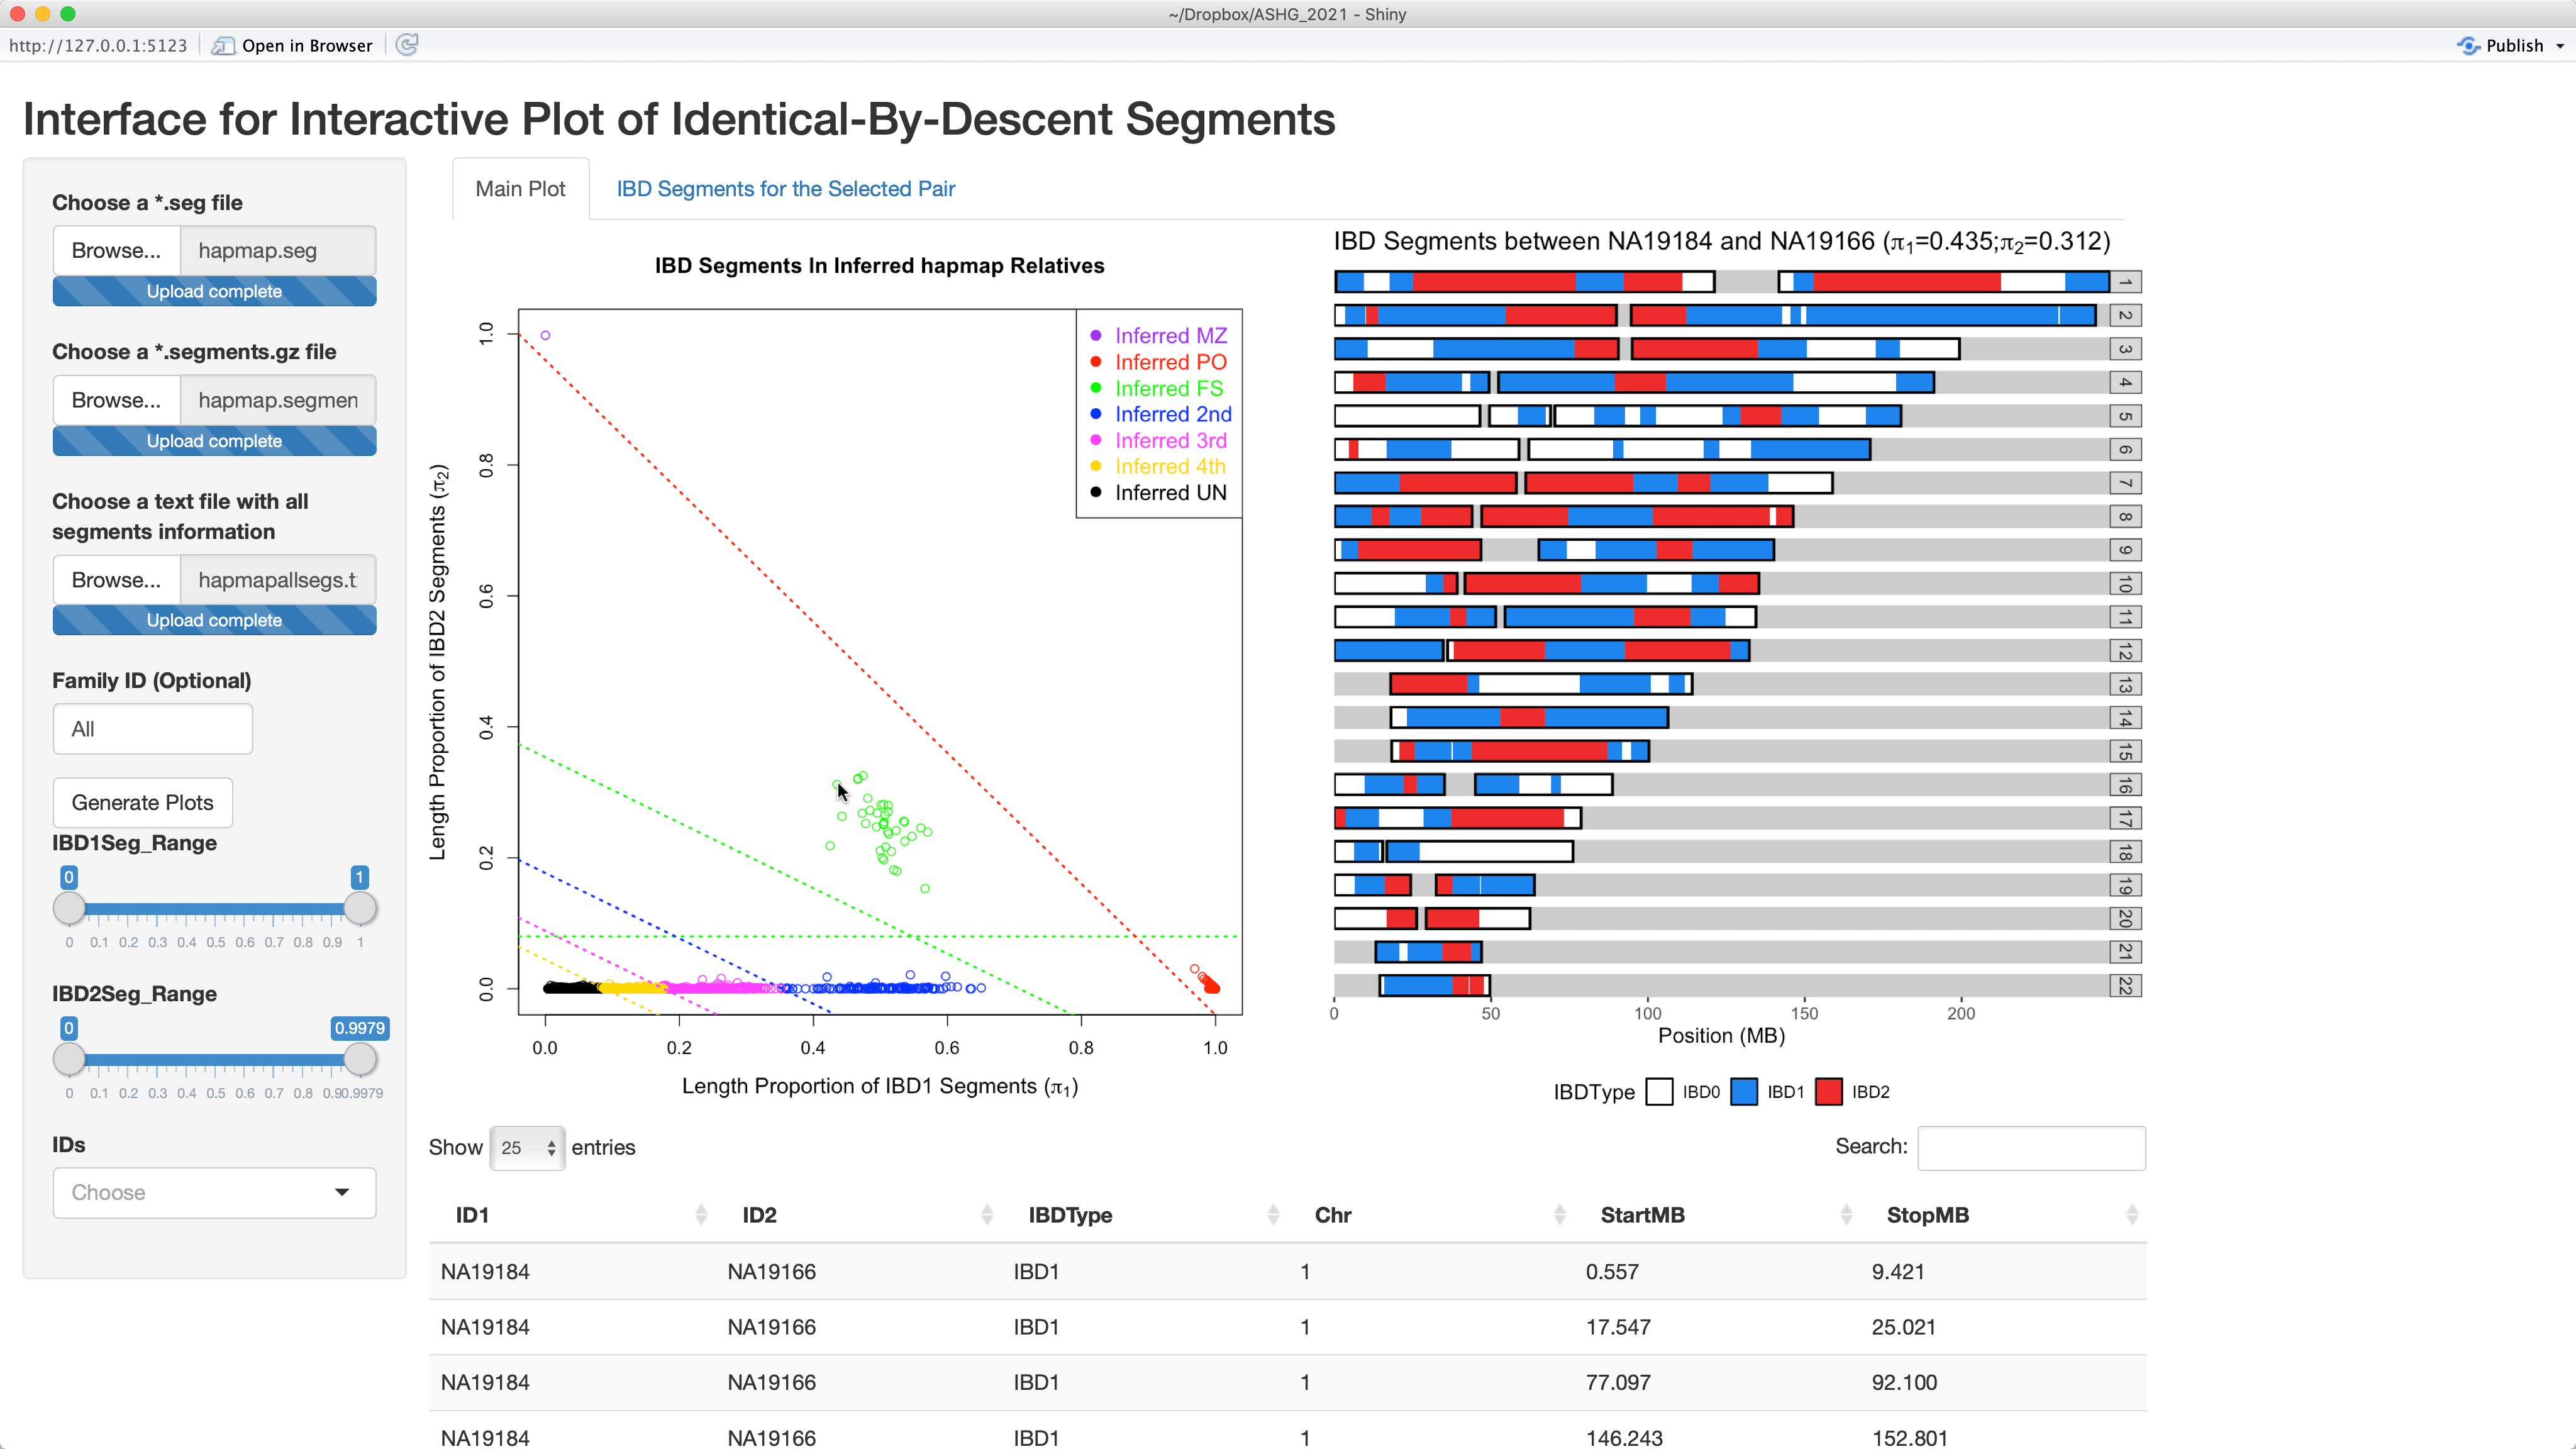 ~/Dropbox/ASHG_2021 - Shiny
http://127.0.0.1:5123
Open in Browser
Publish
Interface for Interactive Plot of Identical-By-Descent Segments
Choose a *.seg file
Browse... hapmap.seg
Upload complete
Choose a *.segments.gz file
Browse... hapmap.segmen
Upload complete
Choose a text file with all
segments information
Browse... hapmapallsegs.t
Upload complete
Family ID (Optional)
All
Generate Plots
IBD1Seg_Range
0 1
0 0.1 0.2 0.3 0.4 0.5 0.6 0.7 0.8 0.9 1
IBD2Seg_Range
0 0.9979
0 0.1 0.2 0.3 0.4 0.5 0.6 0.7 0.8 0.90.9979
IDs
Choose
Main Plot
IBD Segments for the Selected Pair
IBD Segments In Inferred hapmap Relatives
Length Proportion of IBD2 Segments (π2)
1.0
0.8
0.6
0.4
0.2
0.0
Inferred MZ
Inferred PO
Inferred FS
Inferred 2nd
Inferred 3rd
Inferred 4th
Inferred UN
0.0 0.2 0.4 0.6 0.8 1.0
Length Proportion of IBD1 Segments (π1)
IBD Segments between NA19184 and NA19166 (π1=0.435;π2=0.312)
1
2
3
4
5
6
7
8
9
10
11
12
13
14
15
16
17
18
19
20
21
22
0 50 100 150 200
Position (MB)
IBDType IBD0 IBD1 IBD2
Show 25 entries
Search:
ID1 ID2 IBDType Chr StartMB StopMB
NA19184 NA19166 IBD1 1 0.557 9.421
NA19184 NA19166 IBD1 1 17.547 25.021
NA19184 NA19166 IBD1 1 77.097 92.100
NA19184 NA19166 IBD1 1 146.243 152.801